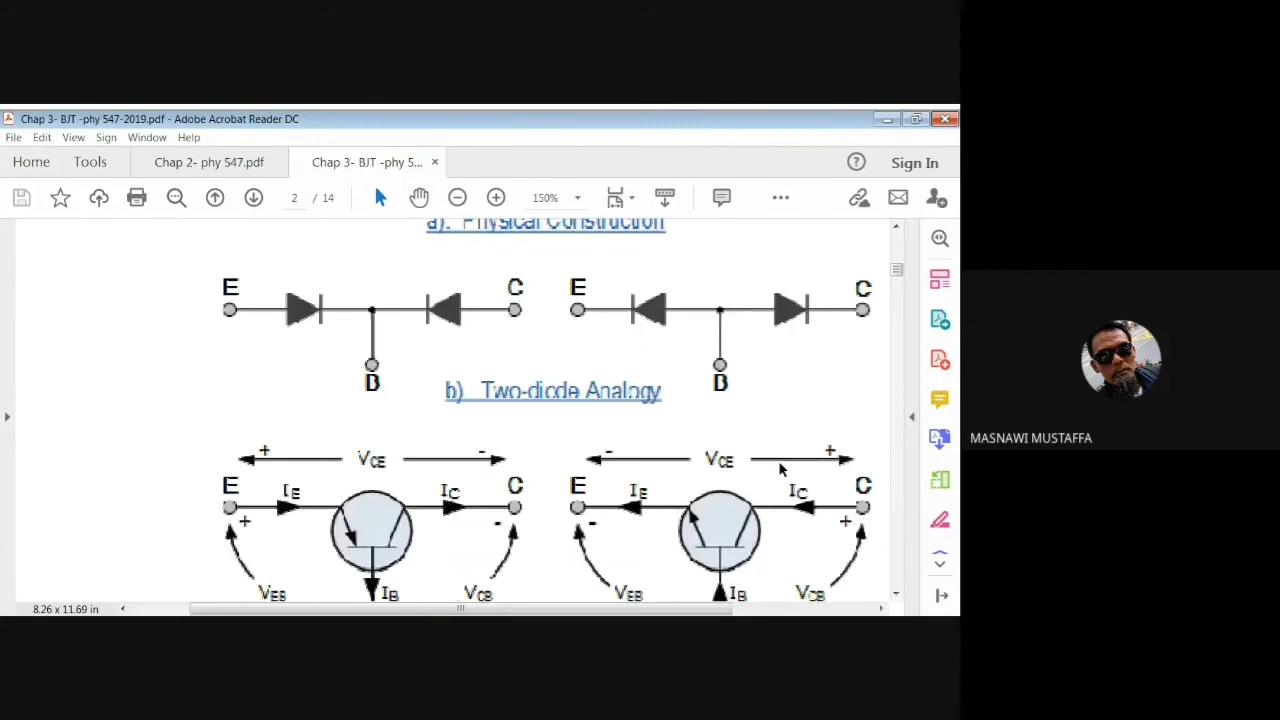 Chap 3- BJT -phy 547-2019.pdf - Adobe Acrobat Reader DC
File Edit View Sign Window Help
Home Tools Chap 2- phy 547.pdf Chap 3- BJT -phy 5... × Sign In
2 / 14 150%
a). Physical Construction
E C E C
B B
b) Two-diode Analogy
+ VCE - - VCE +
E IE IC C E IE IC C
+ - - +
VEB IB VCB VEB IB VCB
8.26 x 11.69 in
MASNAWI MUSTAFFA